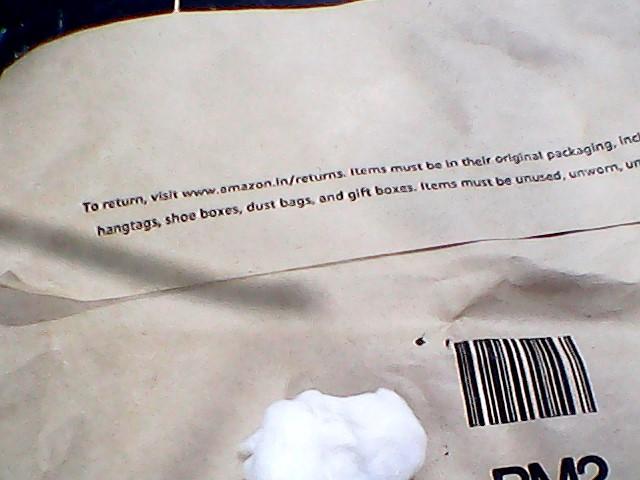 To return, visit www.amazon.in/returns. Items must be in their original packaging,
hangtags, shoe boxes, dust bags, and gift boxes. Items must be unused, unworn,
PM2